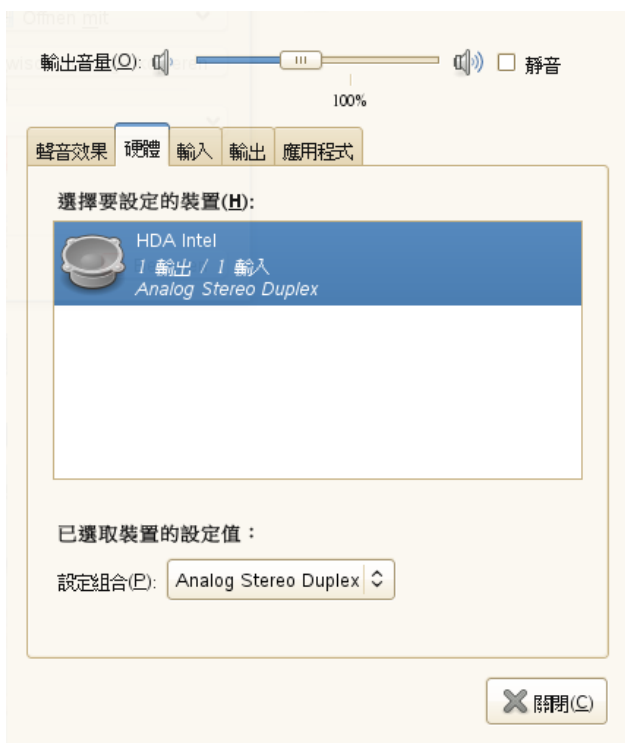 Öffnen mit
輸出音量(O):
靜音
100%
聲音效果 硬體 輸入 輸出 應用程式
選擇要設定的裝置(H):
HDA Intel
1 輸出 / 1 輸入
Analog Stereo Duplex
已選取裝置的設定值：
設定組合(P): Analog Stereo Duplex
關閉(C)